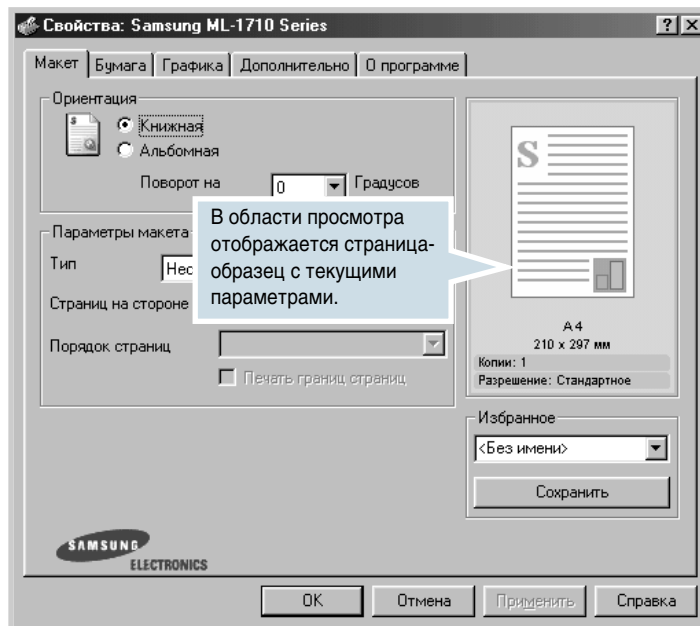 Свойства: Samsung ML-1710 Series
Макет Бумага Графика Дополнительно О программе
Ориентация
Книжная
Альбомная
Поворот на 0 Градусов
В области просмотра
отображается страница-
образец с текущими
параметрами.
Параметры макета
Тип
Страниц на стороне
Порядок страниц
Печать границ страниц
S
S
A4
210 x 297 мм
Копии: 1
Разрешение: Стандартное
Избранное
<Без имени>
Сохранить
SAMSUNG
ELECTRONICS
OK Отмена Применить Справка